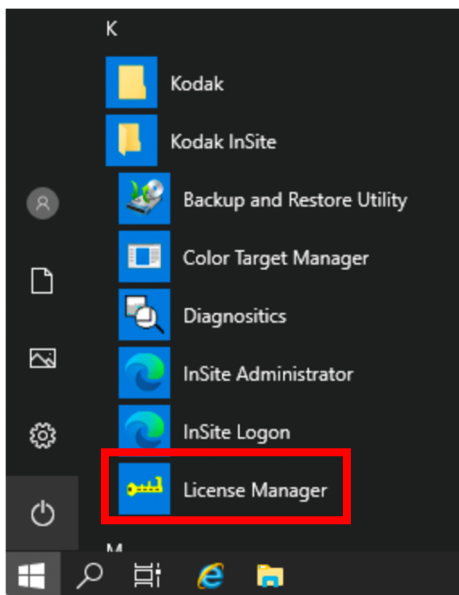 K
Kodak
Kodak InSite
Backup and Restore Utility
Color Target Manager
Diagnositics
InSite Administrator
InSite Logon
License Manager
M